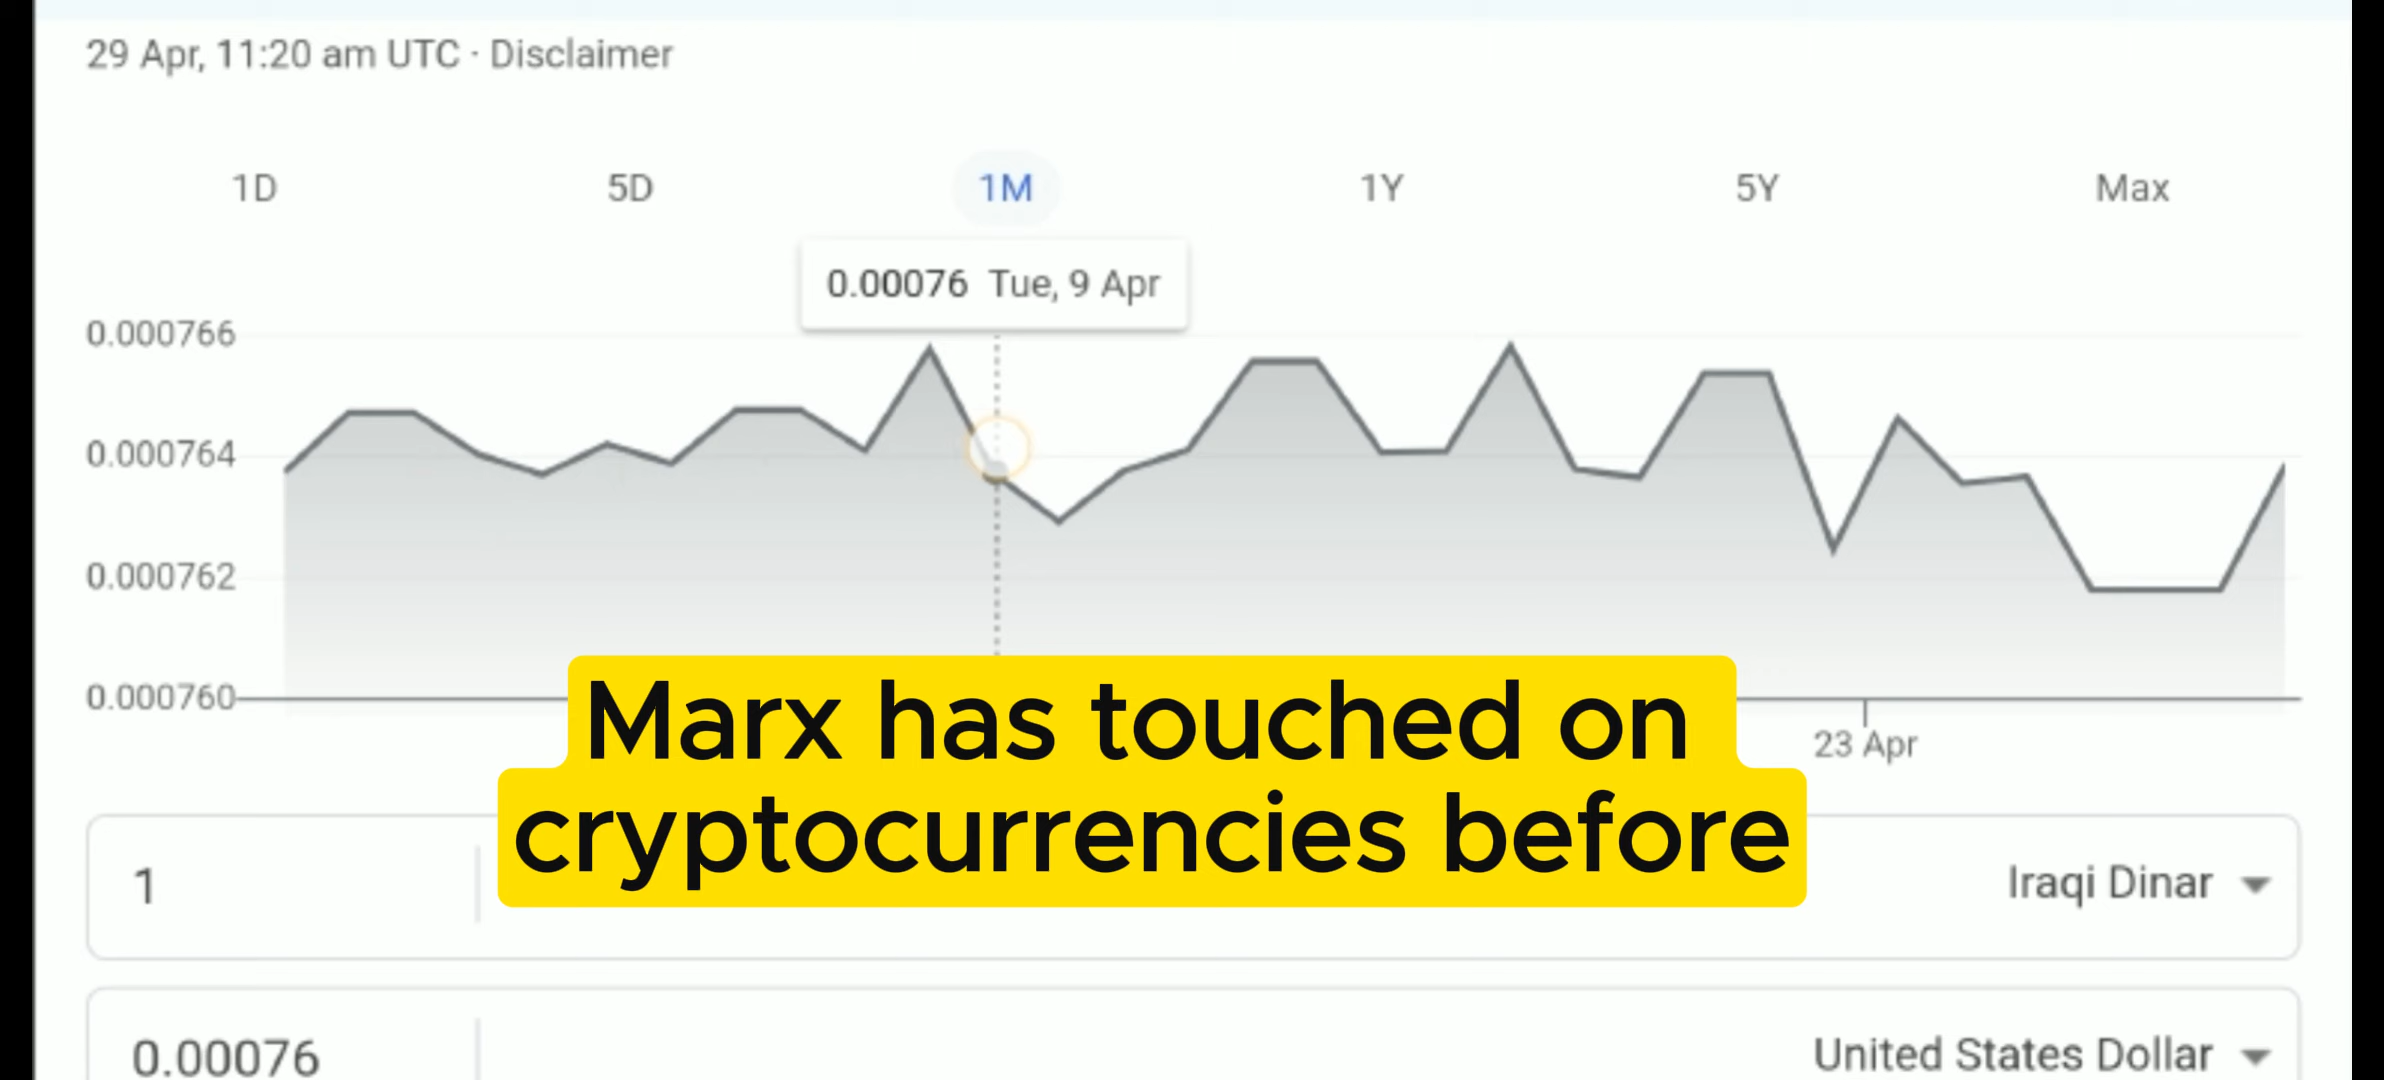 29 Apr, 11:20 am UTC · Disclaimer
1D 5D 1M 1Y 5Y Max
0.00076 Tue, 9 Apr
0.000766
0.000764
0.000762
0.000760
23 Apr
Marx has touched on
cryptocurrencies before
1 Iraqi Dinar
0.00076 United States Dollar